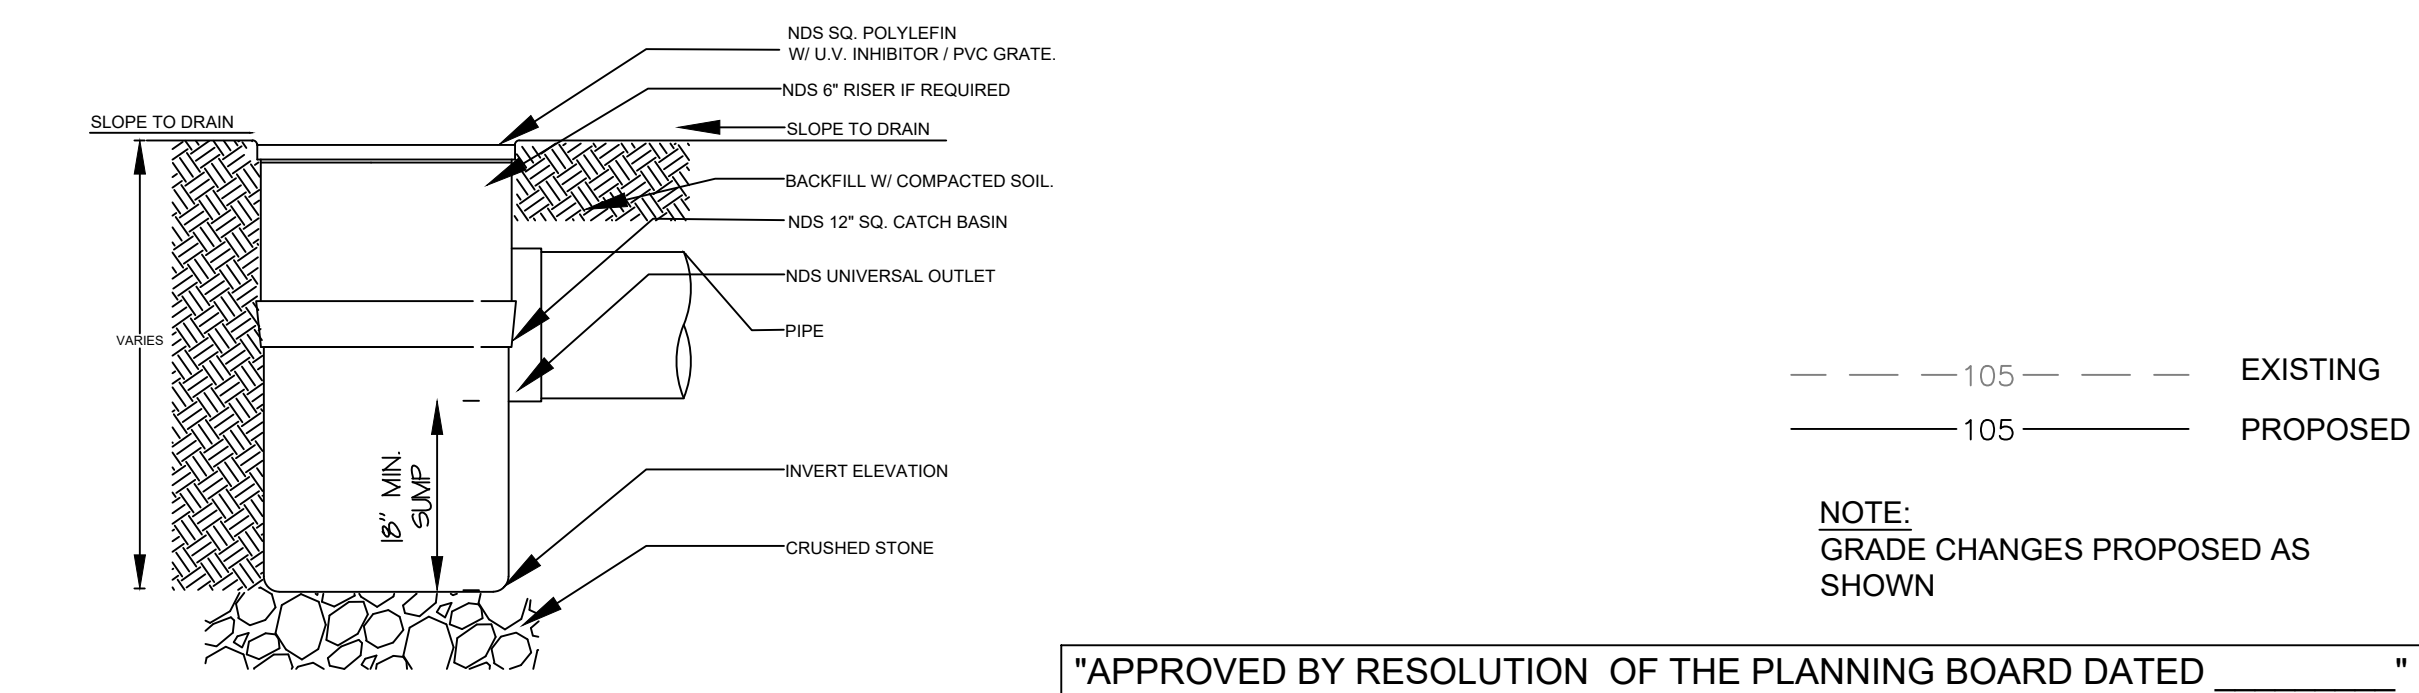 NDS SQ. POLYLEFIN
W/ U.V. INHIBITOR / PVC GRATE.
NDS 6" RISER IF REQUIRED
SLOPE TO DRAIN
SLOPE TO DRAIN
BACKFILL W/ COMPACTED SOIL.
NDS 12" SQ. CATCH BASIN
NDS UNIVERSAL OUTLET
PIPE
VARIES
18" MIN.
SUMP
INVERT ELEVATION
CRUSHED STONE
105 EXISTING
105 PROPOSED
NOTE:
GRADE CHANGES PROPOSED AS
SHOWN
"APPROVED BY RESOLUTION OF THE PLANNING BOARD DATED __________"